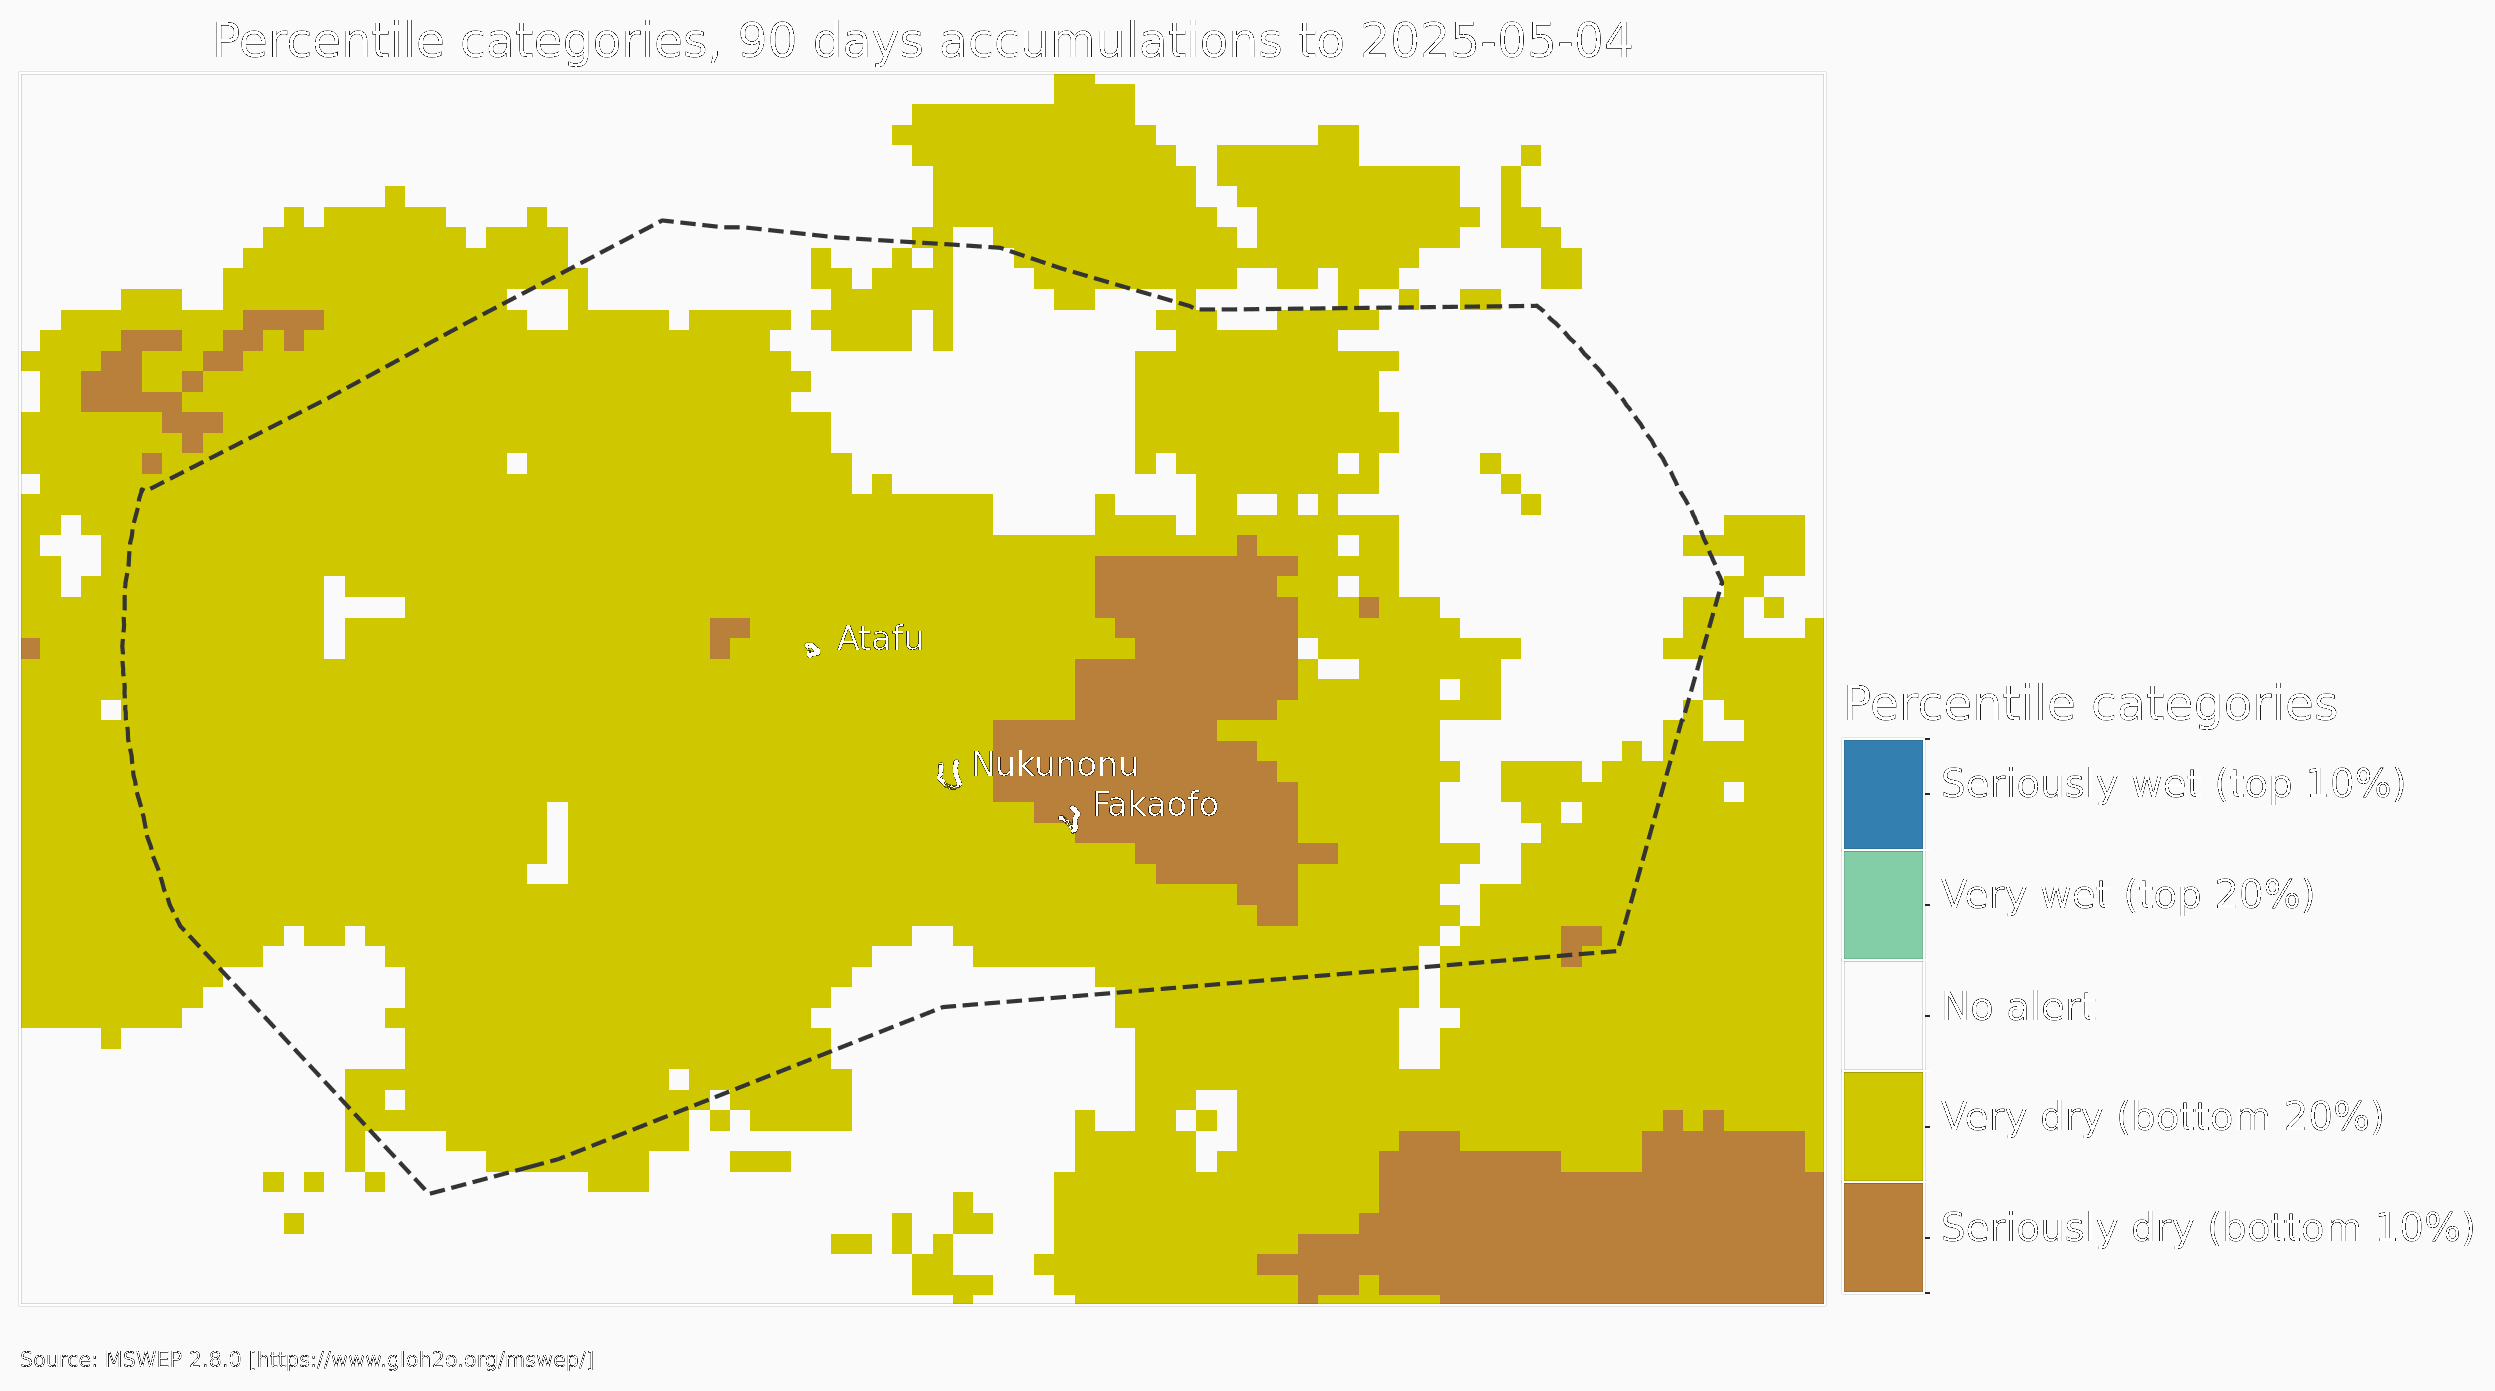 Percentile categories, 90 days accumulations to 2025-05-04
Atafu
Nukunonu
Fakaofo
Percentile categories
Seriously wet (top 10%)
Very wet (top 20%)
No alert
Very dry (bottom 20%)
Seriously dry (bottom 10%)
Source: MSWEP 2.8.0 [https://www.gloh2o.org/mswep/]